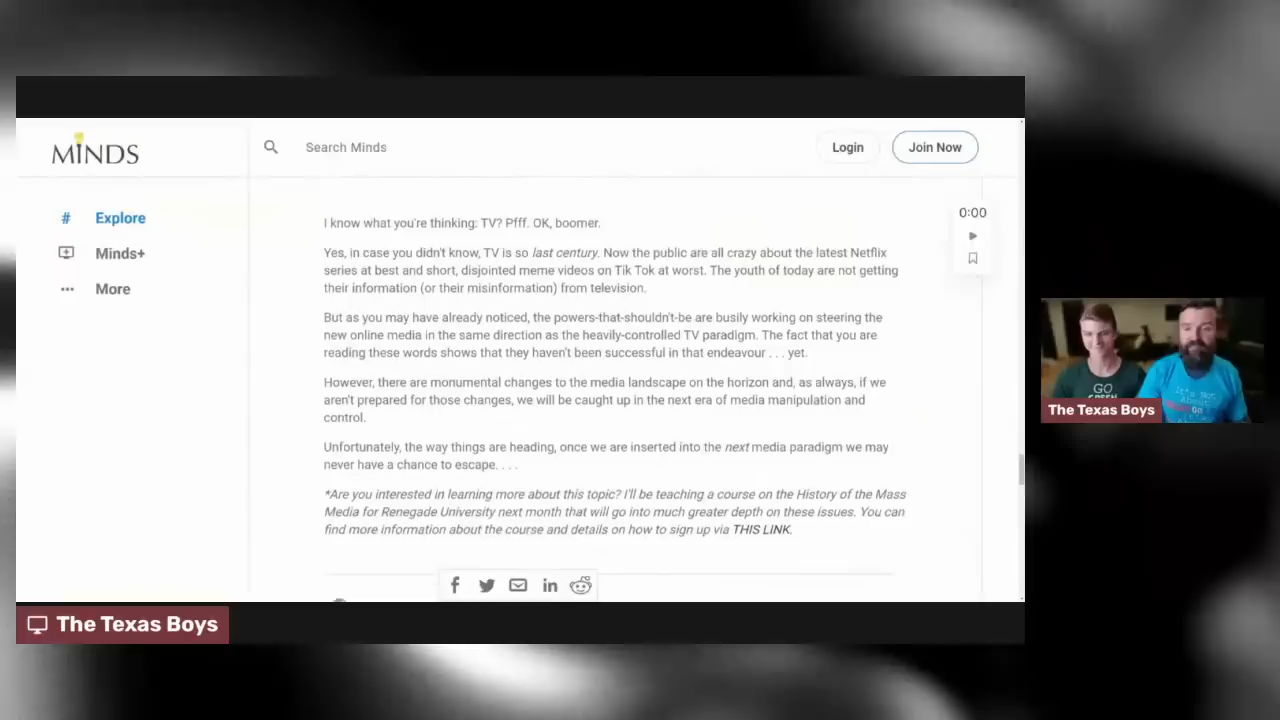 MINDS
Search Minds
Login
Join Now
# Explore
Minds+
More
0:00
I know what you're thinking: TV? Pfff. OK, boomer.
Yes, in case you didn't know, TV is so last century. Now the public are all crazy about the latest Netflix
series at best and short, disjointed meme videos on Tik Tok at worst. The youth of today are not getting
their information (or their misinformation) from television.
But as you may have already noticed, the powers-that-shouldn't-be are busily working on steering the
new online media in the same direction as the heavily-controlled TV paradigm. The fact that you are
reading these words shows that they haven't been successful in that endeavour . . . yet.
However, there are monumental changes to the media landscape on the horizon and, as always, if we
aren't prepared for those changes, we will be caught up in the next era of media manipulation and
control.
Unfortunately, the way things are heading, once we are inserted into the next media paradigm we may
never have a chance to escape. . . .
*Are you interested in learning more about this topic? I'll be teaching a course on the History of the Mass
Media for Renegade University next month that will go into much greater depth on these issues. You can
find more information about the course and details on how to sign up via THIS LINK.
The Texas Boys
GO
The Texas Boys